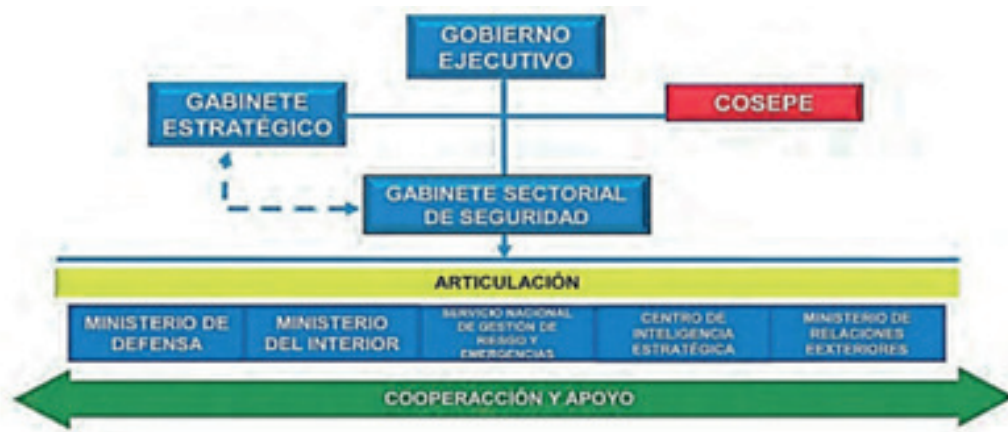 GOBIERNO
EJECUTIVO
GABINETE
ESTRATÉGICO
COSEPE
GABINETE SECTORIAL
DE SEGURIDAD
ARTICULACIÓN
MINISTERIO DE
DEFENSA
MINISTERIO
DEL INTERIOR
SERVICIO NACIONAL
DE GESTIÓN DE
RIESGO Y
EMERGENCIAS
CENTRO DE
INTELIGENCIA
ESTRATÉGICA
MINISTERIO DE
RELACIONES
EEXTERIORES
COOPERACCIÓN Y APOYO